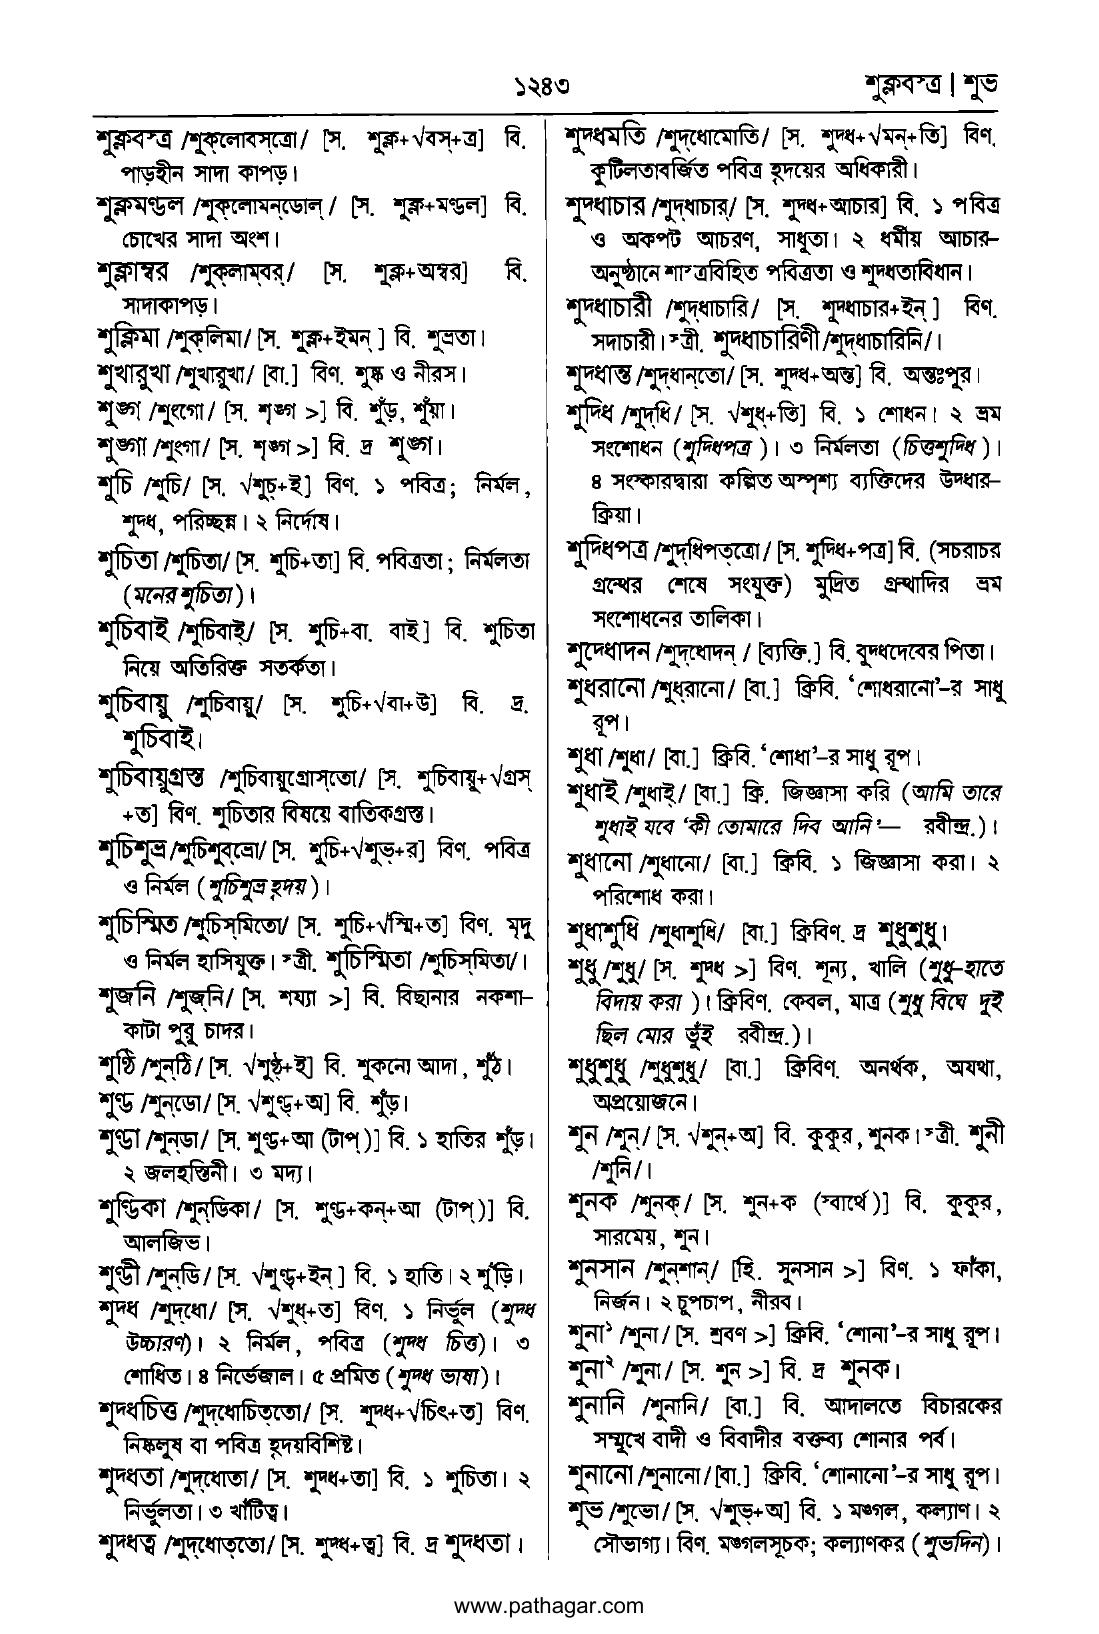 ১২৪৩
শুক্লবস্ত্র | শুভ
শুক্লবস্ত্র /শুক্‌লোবস্‌ত্রো/ [স. শুক্ল+√বস্+ত্র] বি.
পাড়হীন সাদা কাপড়।
শুক্লমণ্ডল /শুক্‌লোমন্‌ডোল্/ [স. শুক্ল+মণ্ডল] বি.
চোখের সাদা অংশ।
শুক্লাম্বর /শুক্‌লাম্‌বর্/ [স. শুক্ল+অম্বর] বি.
সাদাকাপড়।
শুক্লিমা /শুক্‌লিমা/ [স. শুক্ল+ইমন্ ] বি. শুভ্রতা।
শুখারুখা /শুখারুখা/ [বা.] বিণ. শুষ্ক ও নীরস।
শুঙ্গ /শুংগো/ [স. শৃঙ্গ >] বি. শুঁড়, শুঁয়া।
শুঙ্গা /শুংগা/ [স. শৃঙ্গ >] বি. দ্র শুঙ্গ।
শুচি /শুচি/ [স. √শুচ্+ই] বিণ. ১ পবিত্র; নির্মল,
শুদ্ধ, পরিচ্ছন্ন। ২ নির্দোষ।
শুচিতা /শুচিতা/ [স. শুচি+তা] বি. পবিত্রতা; নির্মলতা
(মনের শুচিতা)।
শুচিবাই /শুচিবাই/ [স. শুচি+বা. বাই] বি. শুচিতা
নিয়ে অতিরিক্ত সতর্কতা।
শুচিবায়ু /শুচিবায়ু/ [স. শুচি+√বা+উ] বি. দ্র.
শুচিবাই।
শুচিবায়ুগ্রস্ত /শুচিবায়ুগ্রোস্‌তো/ [স. শুচিবায়ু+√গ্রস্
+ত] বিণ. শুচিতার বিষয়ে বাতিকগ্রস্ত।
শুচিশুভ্র /শুচিশুব্‌ভ্রো/ [স. শুচি+√শুভ্+র] বিণ. পবিত্র
ও নির্মল (শুচিশুভ্র হৃদয়)।
শুচিস্মিত /শুচিস্‌মিতো/ [স. শুচি+√স্মি+ত] বিণ. মৃদু
ও নির্মল হাসিযুক্ত। স্ত্রী. শুচিস্মিতা /শুচিস্‌মিতা/।
শুজনি /শুজ্‌নি/ [স. শয্যা >] বি. বিছানার নকশা-
কাটা পুরু চাদর।
শুণ্ঠি /শুন্‌ঠি/ [স. √শুণ্ঠ্+ই] বি. শুকনো আদা, শুঁঠ।
শুণ্ড /শুন্‌ডো/ [স. √শুণ্ড্+অ] বি. শুঁড়।
শুণ্ডা /শুন্‌ডা/ [স. শুণ্ড+আ (টাপ্)] বি. ১ হাতির শুঁড়।
২ জলহস্তিনী। ৩ মদ্য।
শুণ্ডিকা /শুন্‌ডিকা/ [স. শুণ্ড+কন্+আ (টাপ্)] বি.
আলজিভ।
শুণ্ডী /শুন্‌ডি/ [স. √শুণ্ড্+ইন্ ] বি. ১ হাতি। ২ শুঁড়ি।
শুদ্ধ /শুদ্‌ধো/ [স. √শুধ্+ত] বিণ. ১ নির্ভুল (শুদ্ধ
উচ্চারণ)। ২ নির্মল, পবিত্র (শুদ্ধ চিত্ত)। ৩
শোধিত। ৪ নির্ভেজাল। ৫ প্রমিত (শুদ্ধ ভাষা)।
শুদ্ধচিত্ত /শুদ্‌ধোচিত্‌তো/ [স. শুদ্ধ+√চিৎ+ত] বিণ.
নিষ্কলুষ বা পবিত্র হৃদয়বিশিষ্ট।
শুদ্ধতা /শুদ্‌ধোতা/ [স. শুদ্ধ+তা] বি. ১ শুচিতা। ২
নির্ভুলতা। ৩ খাঁটিত্ব।
শুদ্ধত্ব /শুদ্‌ধোত্‌তো/ [স. শুদ্ধ+ত্ব] বি. দ্র শুদ্ধতা।
শুদ্ধমতি /শুদ্‌ধোমোতি/ [স. শুদ্ধ+√মন্+তি] বিণ.
কুটিলতাবর্জিত পবিত্র হৃদয়ের অধিকারী।
শুদ্ধাচার /শুদ্‌ধাচার্/ [স. শুদ্ধ+আচার] বি. ১ পবিত্র
ও অকপট আচরণ, সাধুতা। ২ ধর্মীয় আচার-
অনুষ্ঠানে শাস্ত্রবিহিত পবিত্রতা ও শুদ্ধতাবিধান।
শুদ্ধাচারী /শুদ্‌ধাচারি/ [স. শুদ্ধাচার+ইন্ ] বিণ.
সদাচারী। স্ত্রী. শুদ্ধাচারিণী /শুদ্‌ধাচারিনি/।
শুদ্ধান্ত /শুদ্‌ধান্‌তো/ [স. শুদ্ধ+অন্ত] বি. অন্তঃপুর।
শুদ্ধি /শুদ্‌ধি/ [স. √শুধ্+তি] বি. ১ শোধন। ২ ভ্রম
সংশোধন (শুদ্ধিপত্র)। ৩ নির্মলতা (চিত্তশুদ্ধি)।
৪ সংস্কারদ্বারা কল্পিত অস্পৃশ্য ব্যক্তিদের উদ্ধার-
ক্রিয়া।
শুদ্ধিপত্র /শুদ্‌ধিপত্‌ত্রো/ [স. শুদ্ধি+পত্র] বি. (সচরাচর
গ্রন্থের শেষে সংযুক্ত) মুদ্রিত গ্রন্থাদির ভ্রম
সংশোধনের তালিকা।
শুদ্ধোদন /শুদ্‌ধোদন্ / [ব্যক্তি.] বি. বুদ্ধদেবের পিতা।
শুধরানো /শুধ্‌রানো/ [বা.] ক্রিবি. ‘শোধরানো’-র সাধু
রূপ।
শুধা /শুধা/ [বা.] ক্রিবি. ‘শোধা’-র সাধু রূপ।
শুধাই /শুধাই/ [বা.] ক্রি. জিজ্ঞাসা করি (আমি তারে
শুধাই যবে ‘কী তোমারে দিব আনি’— রবীন্দ্র.)।
শুধানো /শুধানো/ [বা.] ক্রিবি. ১ জিজ্ঞাসা করা। ২
পরিশোধ করা।
শুধাশুধি /শুধাশুধি/ [বা.] ক্রিবিণ. দ্র শুধুশুধু।
শুধু /শুধু/ [স. শুদ্ধ >] বিণ. শূন্য, খালি (শুধু-হাতে
বিদায় করা )। ক্রিবিণ. কেবল, মাত্র (শুধু বিঘে দুই
ছিল মোর ভুঁই রবীন্দ্র.)।
শুধুশুধু /শুধুশুধু/ [বা.] ক্রিবিণ. অনর্থক, অযথা,
অপ্রয়োজনে।
শুন /শুন্/ [স. √শুন্+অ] বি. কুকুর, শুনক। স্ত্রী. শুনী
/শুনি/।
শুনক /শুনক্/ [স. শুন+ক (স্বার্থে)] বি. কুকুর,
সারমেয়, শুন।
শুনসান /শুন্‌শান্/ [হি. সুনসান >] বিণ. ১ ফাঁকা,
নির্জন। ২ চুপচাপ, নীরব।
শুনা১ /শুনা/ [স. শ্রবণ >] ক্রিবি. ‘শোনা’-র সাধু রূপ।
শুনা২ /শুনা/ [স. শুন >] বি. দ্র শুনক।
শুনানি /শুনানি/ [বা.] বি. আদালতে বিচারকের
সম্মুখে বাদী ও বিবাদীর বক্তব্য শোনার পর্ব।
শুনানো /শুনানো/ [বা.] ক্রিবি. ‘শোনানো’-র সাধু রূপ।
শুভ /শুভো/ [স. √শুভ্+অ] বি. ১ মঙ্গল, কল্যাণ। ২
সৌভাগ্য। বিণ. মঙ্গলসূচক; কল্যাণকর (শুভদিন)।
www.pathagar.com